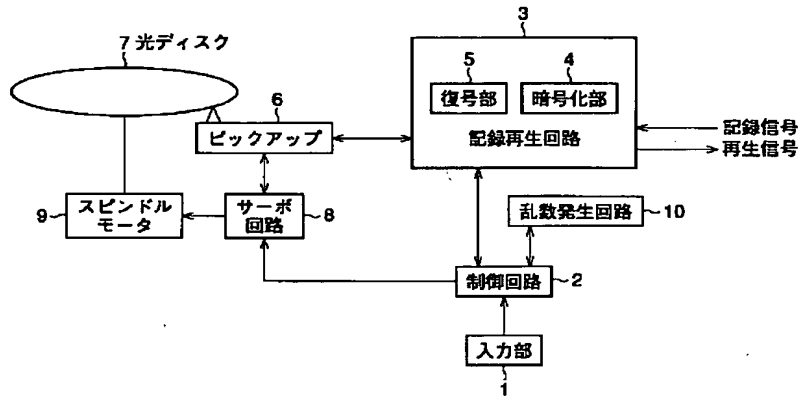 3
7 光ディスク
5
4
復号部
暗号化部
6
ピックアップ
記録再生回路
記録信号
再生信号
9
スピンドル
モータ
サーボ
回路
8
乱数発生回路
10
制御回路
2
入力部
1